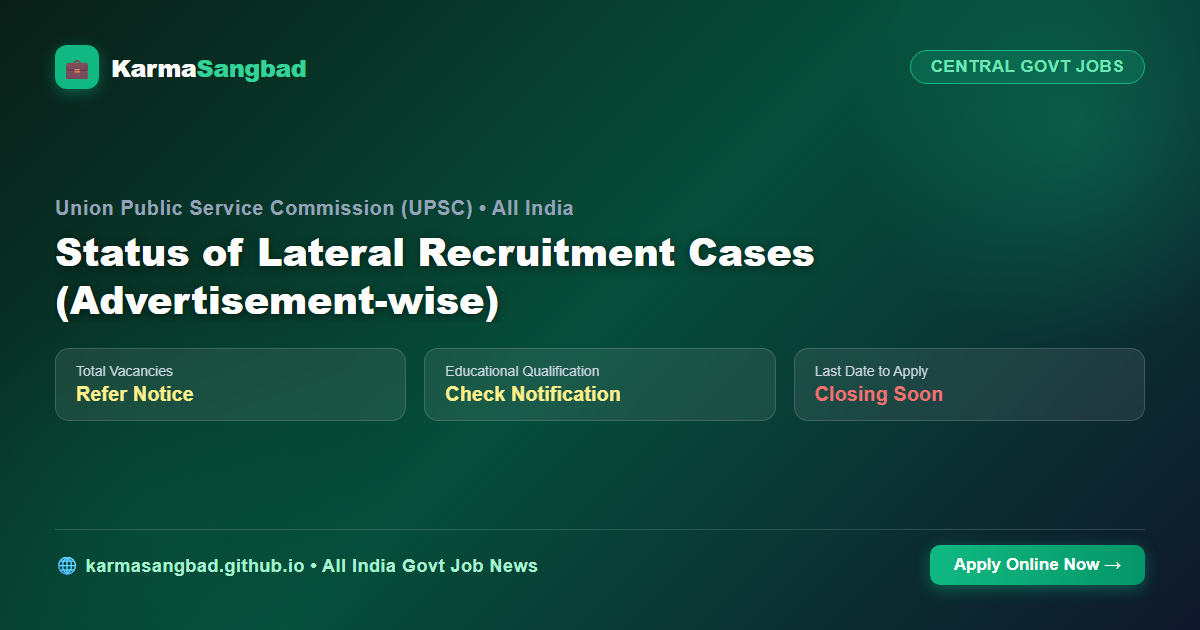 KarmaSangbad
CENTRAL GOVT JOBS
Union Public Service Commission (UPSC) • All India
Status of Lateral Recruitment Cases
(Advertisement-wise)
Total Vacancies
Refer Notice
Educational Qualification
Check Notification
Last Date to Apply
Closing Soon
karmasangbad.github.io • All India Govt Job News
Apply Online Now →